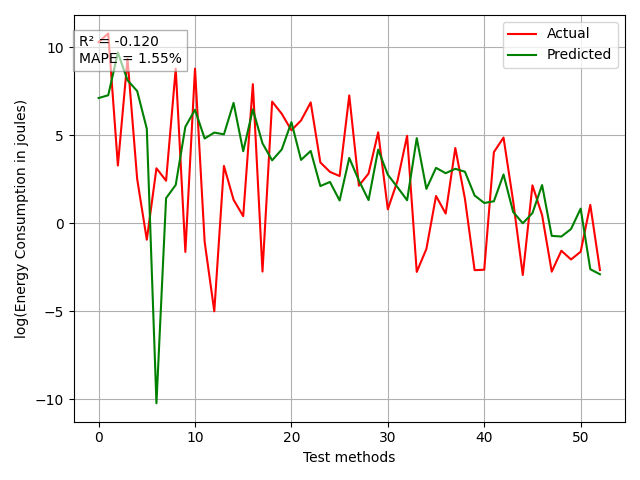 R² = -0.120
MAPE = 1.55%
Actual
Predicted
log(Energy Consumption in joules)
10
5
0
−5
−10
0 10 20 30 40 50
Test methods